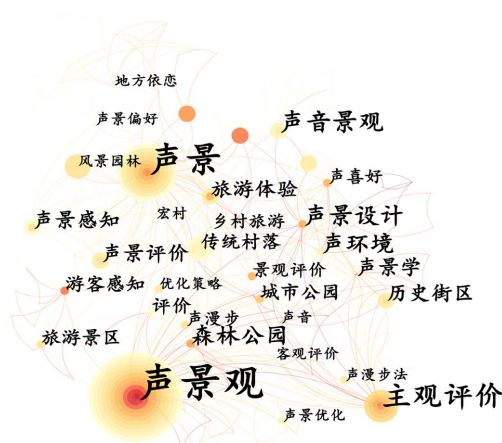 地方依恋
声景偏好
声音景观
风景园林
声景
声喜好
旅游体验
宏村
乡村旅游
声景设计
声景感知
传统村落
声环境
声景评价
声景学
景观评价
游客感知
优化策略
城市公园
历史街区
评价
声漫步
声音
旅游景区
森林公园
客观评价
声景观
声漫步法
主观评价
声景优化